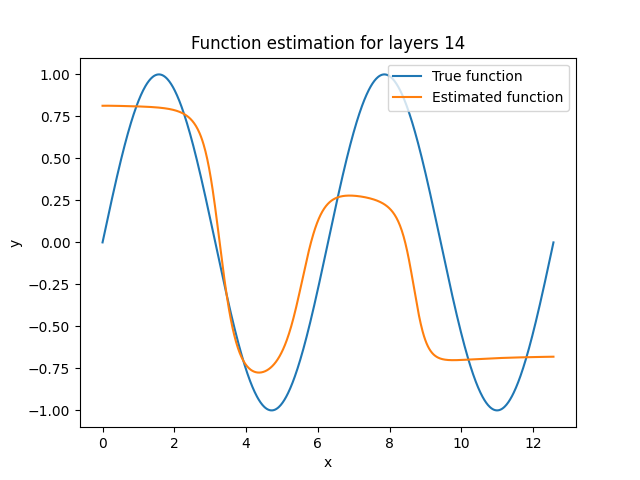 Function estimation for layers 14
True function
Estimated function
1.00
0.75
0.50
0.25
0.00
−0.25
−0.50
−0.75
−1.00
y
0 2 4 6 8 10 12
x